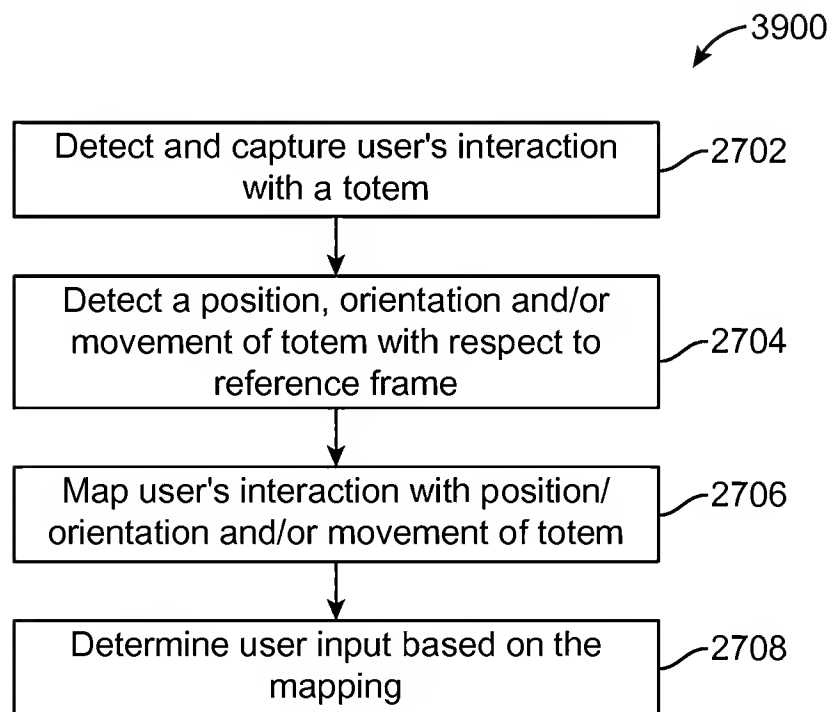 3900
Detect and capture user's interaction
with a totem
2702
Detect a position, orientation and/or
movement of totem with respect to
reference frame
2704
Map user's interaction with position/
orientation and/or movement of totem
2706
Determine user input based on the
mapping
2708